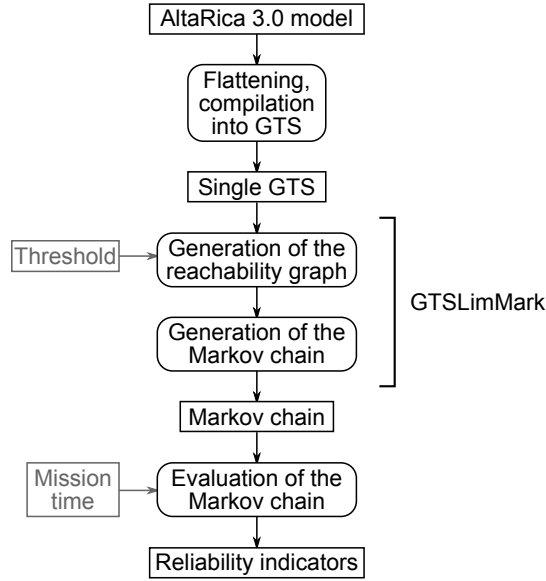 AltaRica 3.0 model
Flattening,
compilation
into GTS
Single GTS
Threshold
Generation of the
reachability graph
GTSLimMark
Generation of the
Markov chain
Markov chain
Mission
time
Evaluation of the
Markov chain
Reliability indicators